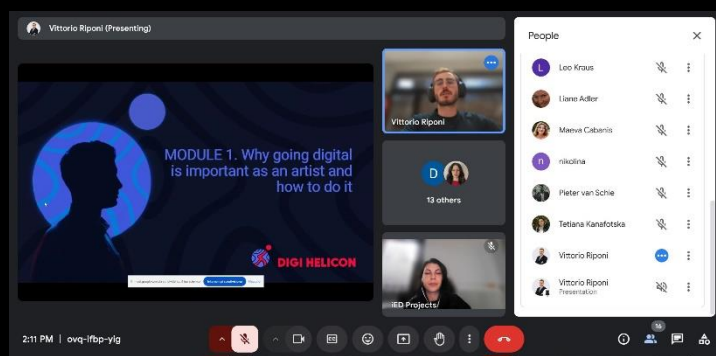 Vittorio Riponi (Presenting)
MODULE 1. Why going digital
is important as an artist and
how to do it
DIGI HELICON
Vittorio Riponi
D
13 others
iED Projects
People
L Leo Kraus
Liane Adler
Maeva Cabanis
n nikolina
Pieter van Schie
Tetiana Kanafotska
Vittorio Riponi
Vittorio Riponi
Presentation
2:11 PM | ovq-lfbp-yig
CC
16